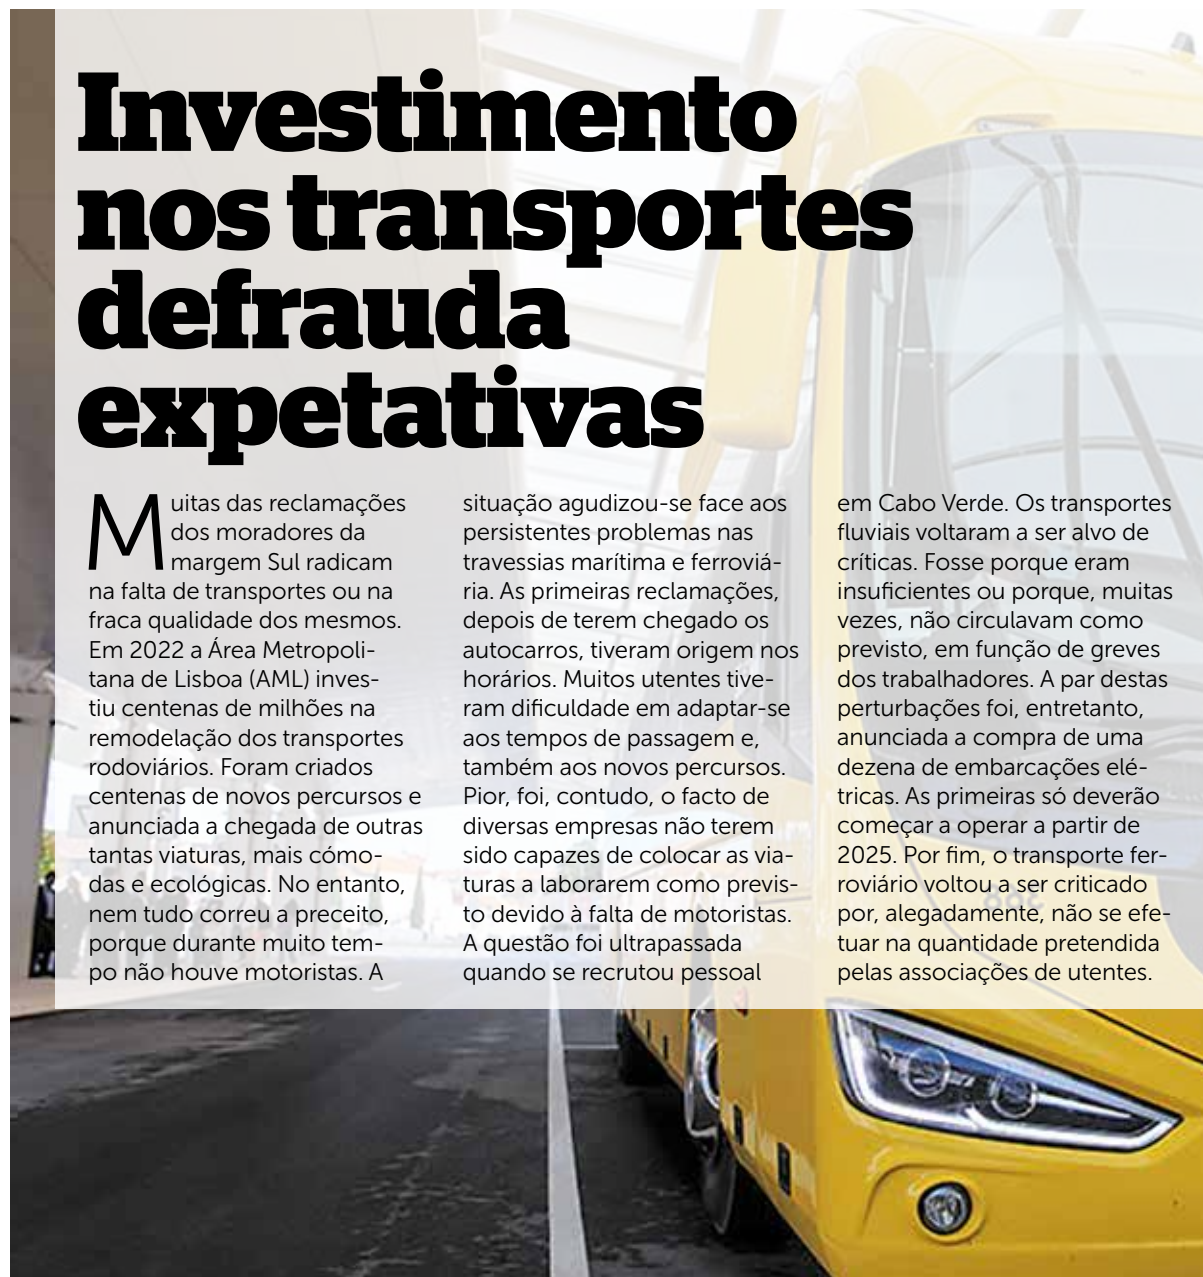 Investimento
nos transportes
defrauda
expetativas
Muitas das reclamações
dos moradores da
margem Sul radicam
na falta de transportes ou na
fraca qualidade dos mesmos.
Em 2022 a Área Metropoli-
tana de Lisboa (AML) inves-
tiu centenas de milhões na
remodelação dos transportes
rodoviários. Foram criados
centenas de novos percursos e
anunciada a chegada de outras
tantas viaturas, mais cómo-
das e ecológicas. No entanto,
nem tudo correu a preceito,
porque durante muito tem-
po não houve motoristas. A
situação agudizou-se face aos
persistentes problemas nas
travessias marítima e ferroviá-
ria. As primeiras reclamações,
depois de terem chegado os
autocarros, tiveram origem nos
horários. Muitos utentes tive-
ram dificuldade em adaptar-se
aos tempos de passagem e,
também aos novos percursos.
Pior, foi, contudo, o facto de
diversas empresas não terem
sido capazes de colocar as via-
turas a laborarem como previs-
to devido à falta de motoristas.
A questão foi ultrapassada
quando se recrutou pessoal
em Cabo Verde. Os transportes
fluviais voltaram a ser alvo de
críticas. Fosse porque eram
insuficientes ou porque, muitas
vezes, não circulavam como
previsto, em função de greves
dos trabalhadores. A par destas
perturbações foi, entretanto,
anunciada a compra de uma
dezena de embarcações elé-
tricas. As primeiras só deverão
começar a operar a partir de
2025. Por fim, o transporte fer-
roviário voltou a ser criticado
por, alegadamente, não se efe-
tuar na quantidade pretendida
pelas associações de utentes.